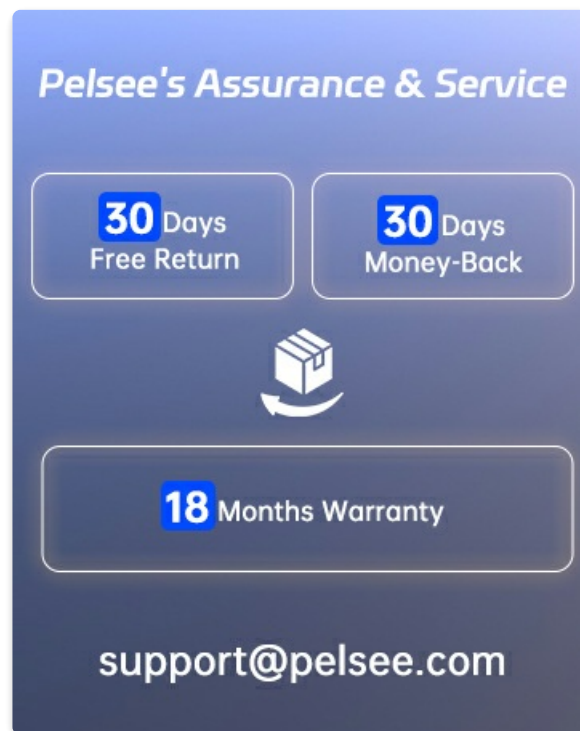 Pelsee's Assurance & Service
30 Days
Free Return
30 Days
Money-Back
18 Months Warranty
support@pelsee.com